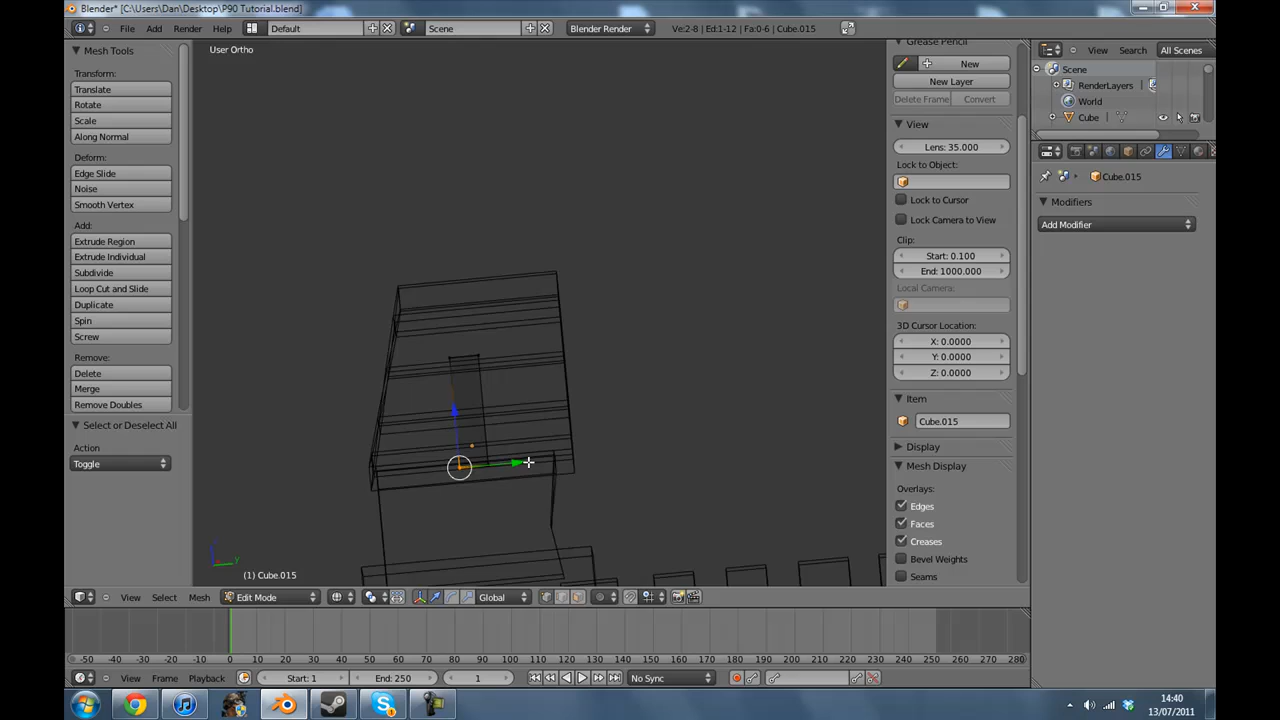 Blender* [C:\Users\Dan\Desktop\P90 Tutorial.blend]
File Add Render Help Default Scene Blender Render Ve:2-8 | Ed:1-12 | Fa:0-6 | Cube.015
Mesh Tools
Transform:
Translate
Rotate
Scale
Along Normal
Deform:
Edge Slide
Noise
Smooth Vertex
Add:
Extrude Region
Extrude Individual
Subdivide
Loop Cut and Slide
Duplicate
Spin
Screw
Remove:
Delete
Merge
Remove Doubles
Select or Deselect All
Action
Toggle
User Ortho
(1) Cube.015
Grease Pencil
New
New Layer
Delete Frame Convert
View
Lens: 35.000
Lock to Object:
Lock to Cursor
Lock Camera to View
Clip:
Start: 0.100
End: 1000.000
Local Camera:
3D Cursor Location:
X: 0.0000
Y: 0.0000
Z: 0.0000
Item
Cube.015
Display
Mesh Display
Overlays:
Edges
Faces
Creases
Bevel Weights
Seams
View Search All Scenes
Scene
RenderLayers
World
Cube
Cube.015
Modifiers
Add Modifier
View Select Mesh Edit Mode Global
-50 -40 -30 -20 -10 0 10 20 30 40 50 60 70 80 90 100 110 120 130 140 150 160 170 180 190 200 210 220 230 240 250 260 270 280
View Frame Playback Start: 1 End: 250 1 No Sync
14:40
13/07/2011